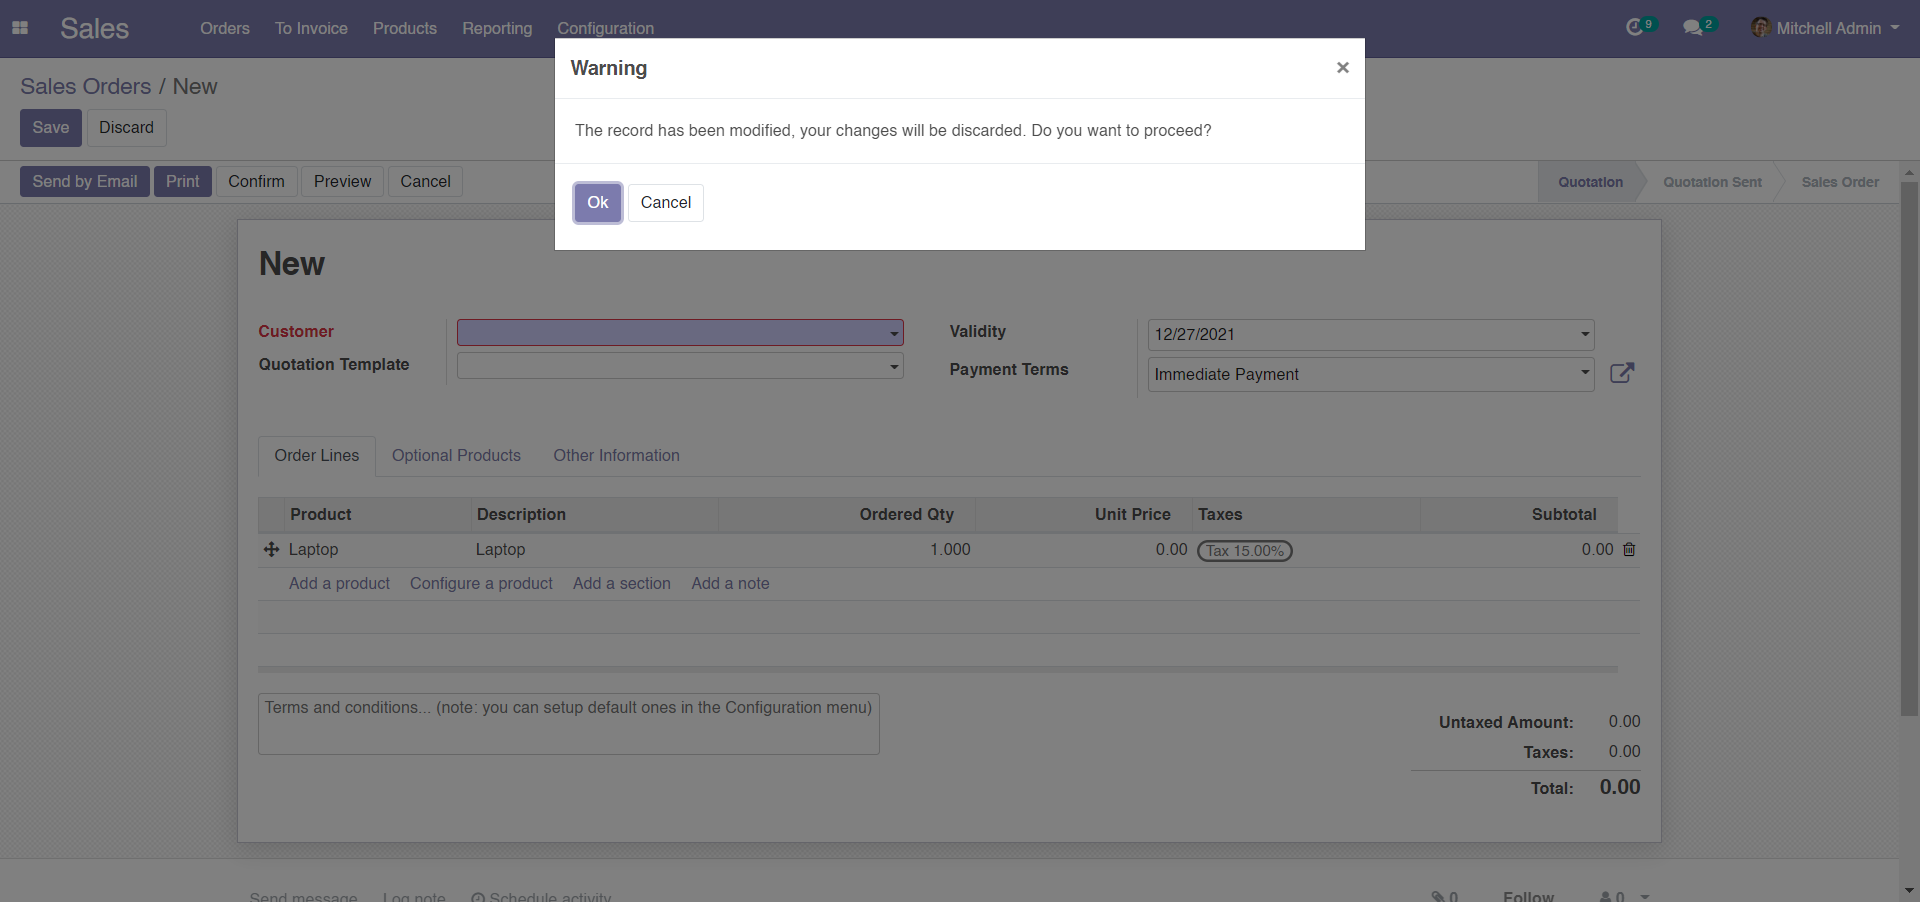 Sales Orders To Invoice Products Reporting Configuration 9 2 Mitchell Admin
Warning ×
The record has been modified, your changes will be discarded. Do you want to proceed?
Ok Cancel
Sales Orders / New
Save Discard
Send by Email Print Confirm Preview Cancel Quotation Quotation Sent Sales Order
New
Customer
Quotation Template
Validity 12/27/2021
Payment Terms Immediate Payment
Order Lines Optional Products Other Information
Product Description Ordered Qty Unit Price Taxes Subtotal
Laptop Laptop 1.000 0.00 Tax 15.00% 0.00
Add a product Configure a product Add a section Add a note
Terms and conditions... (note: you can setup default ones in the Configuration menu)
Untaxed Amount: 0.00
Taxes: 0.00
Total: 0.00
Send message Log note Schedule activity 0 Follow 0